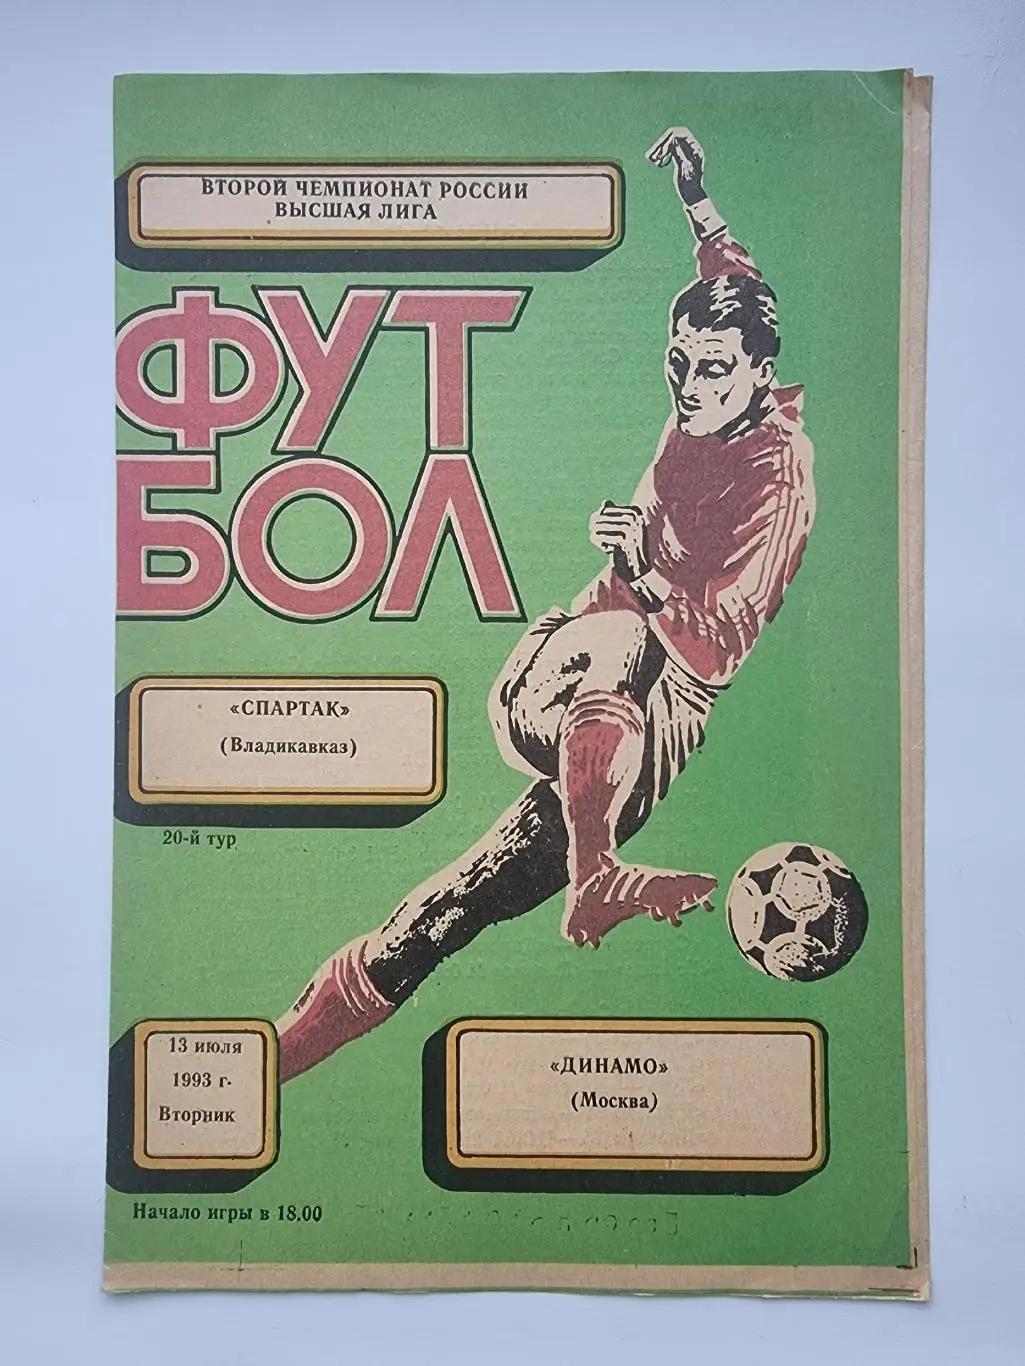 ВТОРОЙ ЧЕМПИОНАТ РОССИИ
ВЫСШАЯ ЛИГА
ФУТ
БОЛ
«СПАРТАК»
(Владикавказ)
20-й тур
13 июля
1993 г.
Вторник
«ДИНАМО»
(Москва)
Начало игры в 18.00